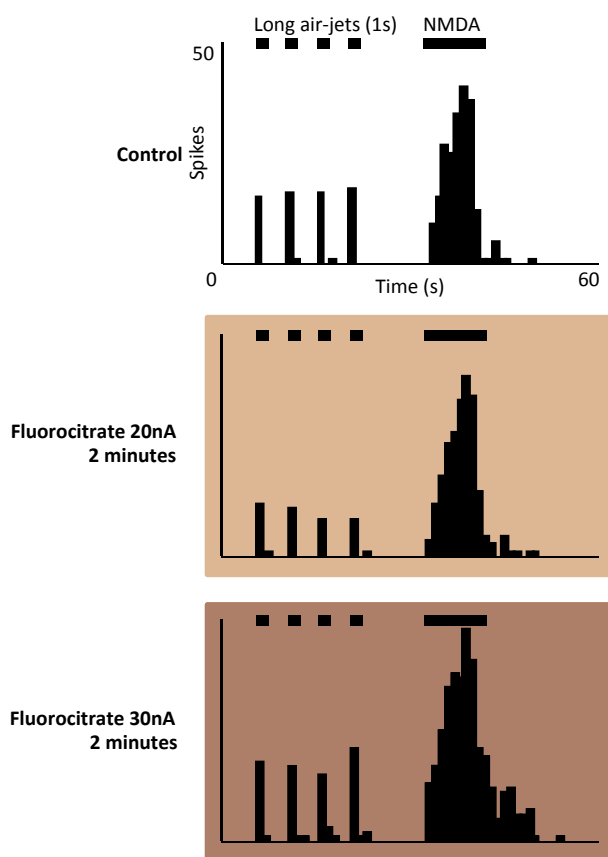 Long air-jets (1s) NMDA
50
Control
Spikes
0 Time (s) 60
Fluorocitrate 20nA
2 minutes
Fluorocitrate 30nA
2 minutes